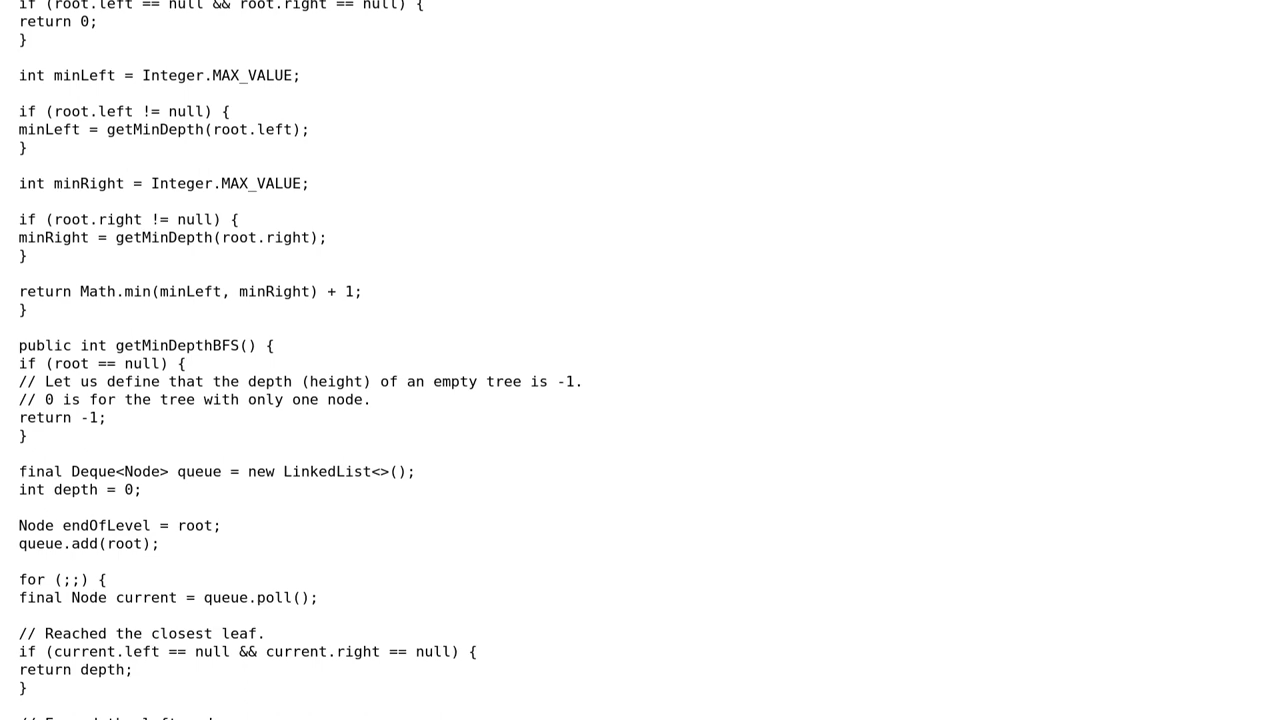 if (root.left == null && root.right == null) {
return 0;
}

int minLeft = Integer.MAX_VALUE;

if (root.left != null) {
minLeft = getMinDepth(root.left);
}

int minRight = Integer.MAX_VALUE;

if (root.right != null) {
minRight = getMinDepth(root.right);
}

return Math.min(minLeft, minRight) + 1;
}

public int getMinDepthBFS() {
if (root == null) {
// Let us define that the depth (height) of an empty tree is -1.
// 0 is for the tree with only one node.
return -1;
}

final Deque<Node> queue = new LinkedList<>();
int depth = 0;

Node endOfLevel = root;
queue.add(root);

for (;;) {
final Node current = queue.poll();

// Reached the closest leaf.
if (current.left == null && current.right == null) {
return depth;
}